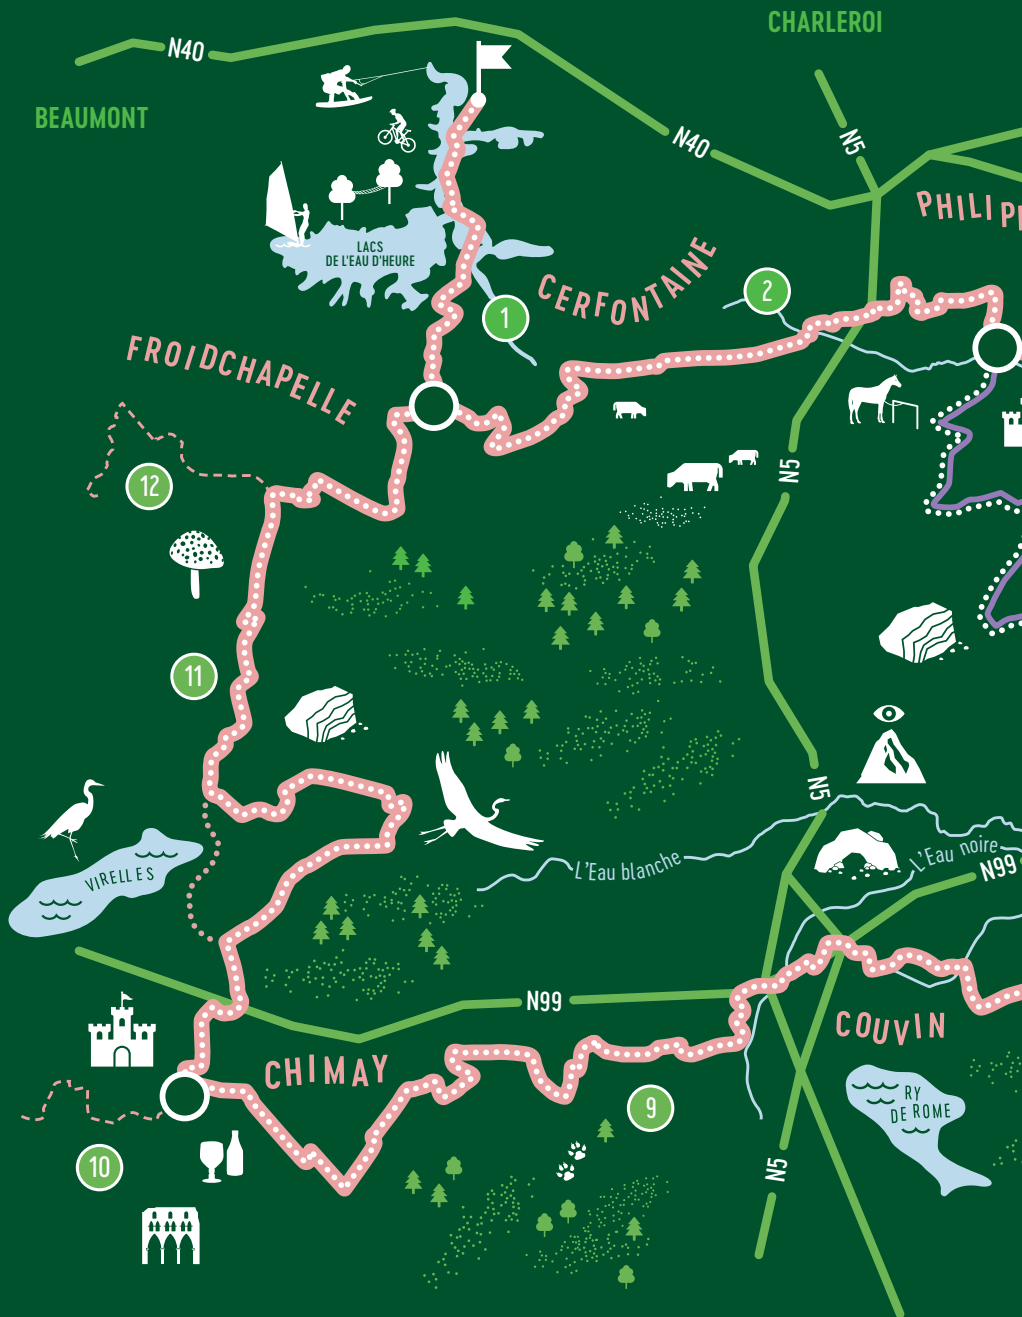 CHARLEROI
N40
BEAUMONT
N40
N5
PHILIPP
LACS
DE L'EAU D'HEURE
CERFONTAINE
2
1
FROIDCHAPELLE
N5
12
11
N5
L'Eau blanche
L'Eau noire
N99
VIRELLES
N99
COUVIN
CHIMAY
RY
DE ROME
9
10
N5